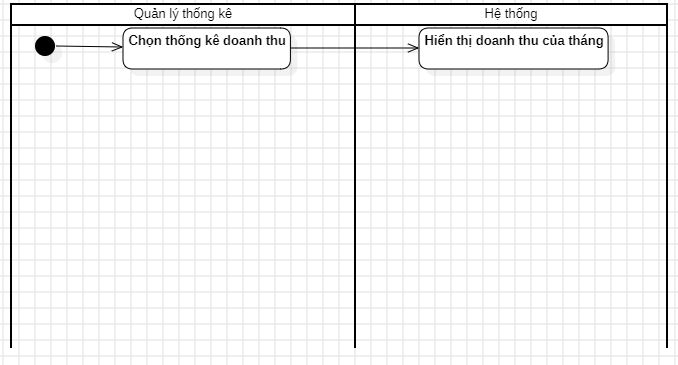 Quản lý thống kê
Hệ thống
Chọn thống kê doanh thu
Hiển thị doanh thu của tháng